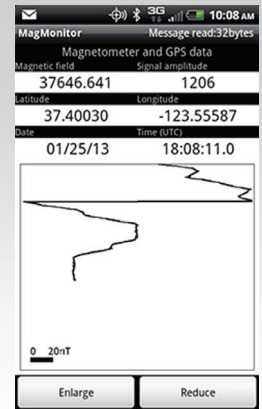 3G 10:08 AM
MagMonitor Message read:32bytes
Magnetometer and GPS data
Magnetic field Signal amplitude
37646.641 1206
Latitude Longitude
37.40030 -123.55587
Date Time (UTC)
01/25/13 18:08:11.0
0 20nT
Enlarge Reduce